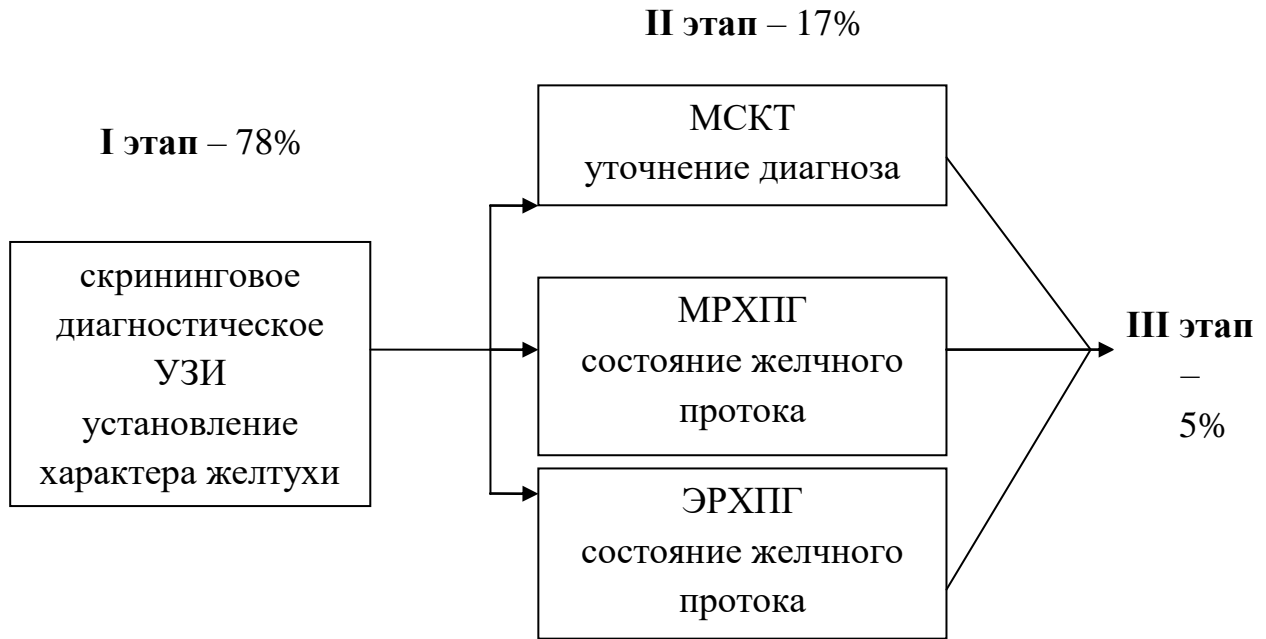 I этап – 78%
скрининговое
диагностическое
УЗИ
установление
характера желтухи
II этап – 17%
МСКТ
уточнение диагноза
МРХПГ
состояние желчного
протока
ЭРХПГ
состояние желчного
протока
III этап
–
5%